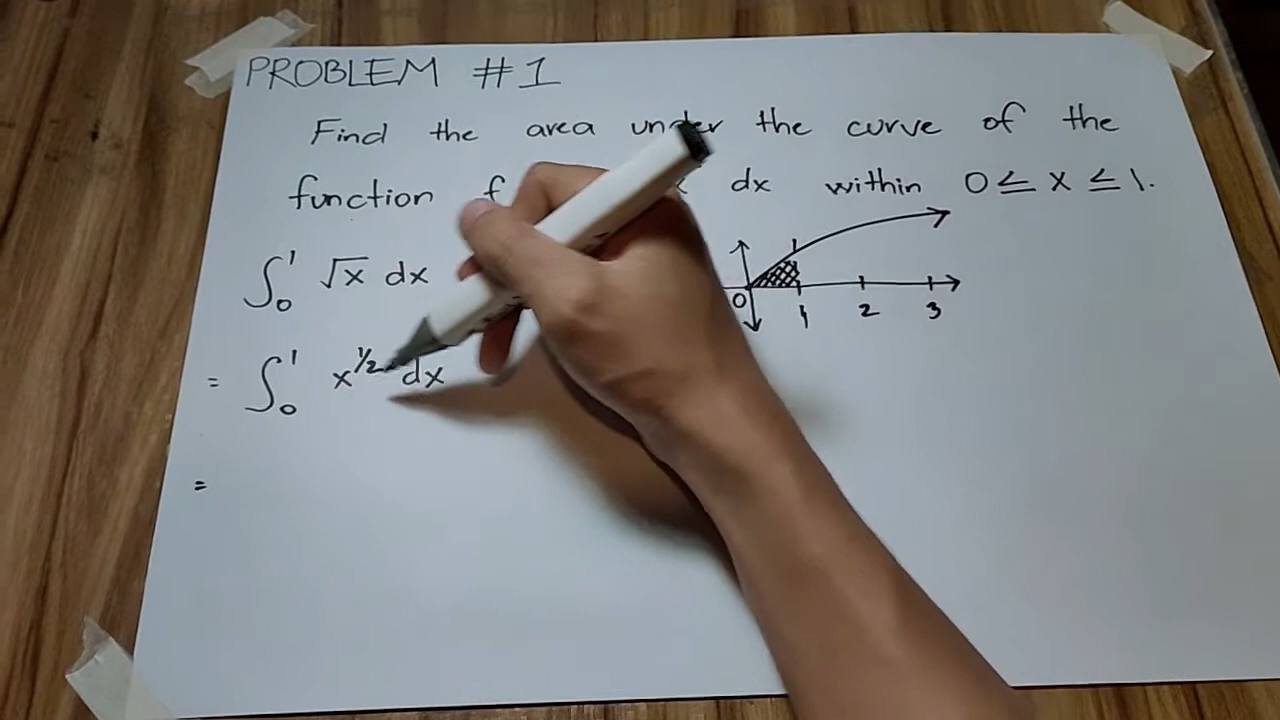 PROBLEM #1
Find the area under the curve of the
function f dx within 0 ≤ x ≤ 1.
∫₀¹ √x dx
0 1 2 3
= ∫₀¹ x^1/2 dx
=